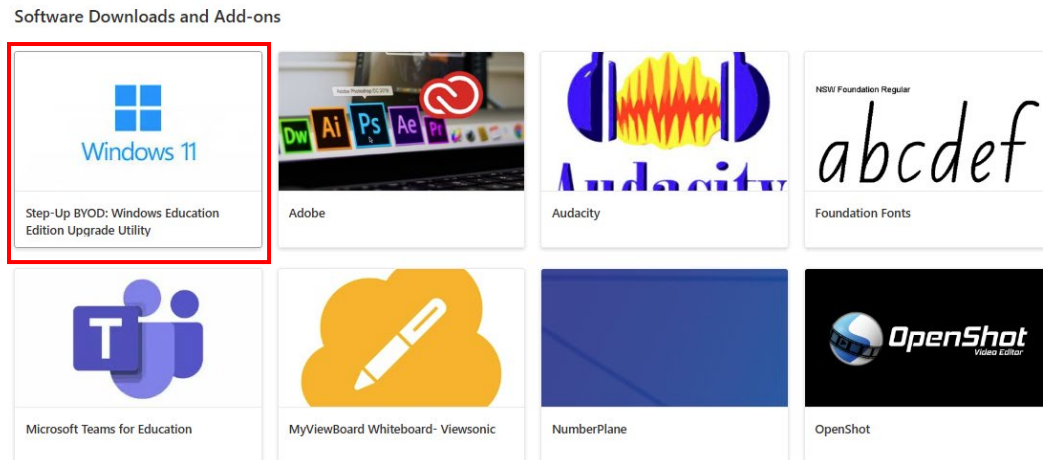 Software Downloads and Add-ons
Windows 11
Adobe Photoshop CC 2018
Dw Ai Ps Ae Pr
Audacity
NSW Foundation Regular
abcdef
Step-Up BYOD: Windows Education
Edition Upgrade Utility
Adobe
Audacity
Foundation Fonts
T
OpenShot
Video Editor
Microsoft Teams for Education
MyViewBoard Whiteboard- Viewsonic
NumberPlane
OpenShot